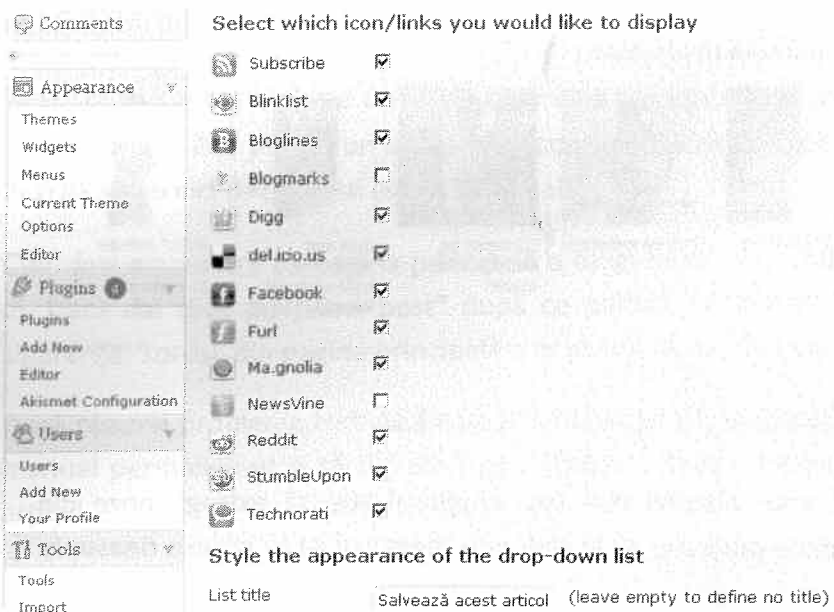 Comments
Appearance
Themes
Widgets
Menus
Current Theme
Options
Editor
Plugins
Plugins
Add New
Editor
Akismet Configuration
Users
Users
Add New
Your Profile
Tools
Tools
Import
Select which icon/links you would like to display
Subscribe
Blinklist
Bloglines
Blogmarks
Digg
del.icio.us
Facebook
Furl
Ma.gnolia
NewsVine
Reddit
StumbleUpon
Technorati
Style the appearance of the drop-down list
List title Salvează acest articol (leave empty to define no title)